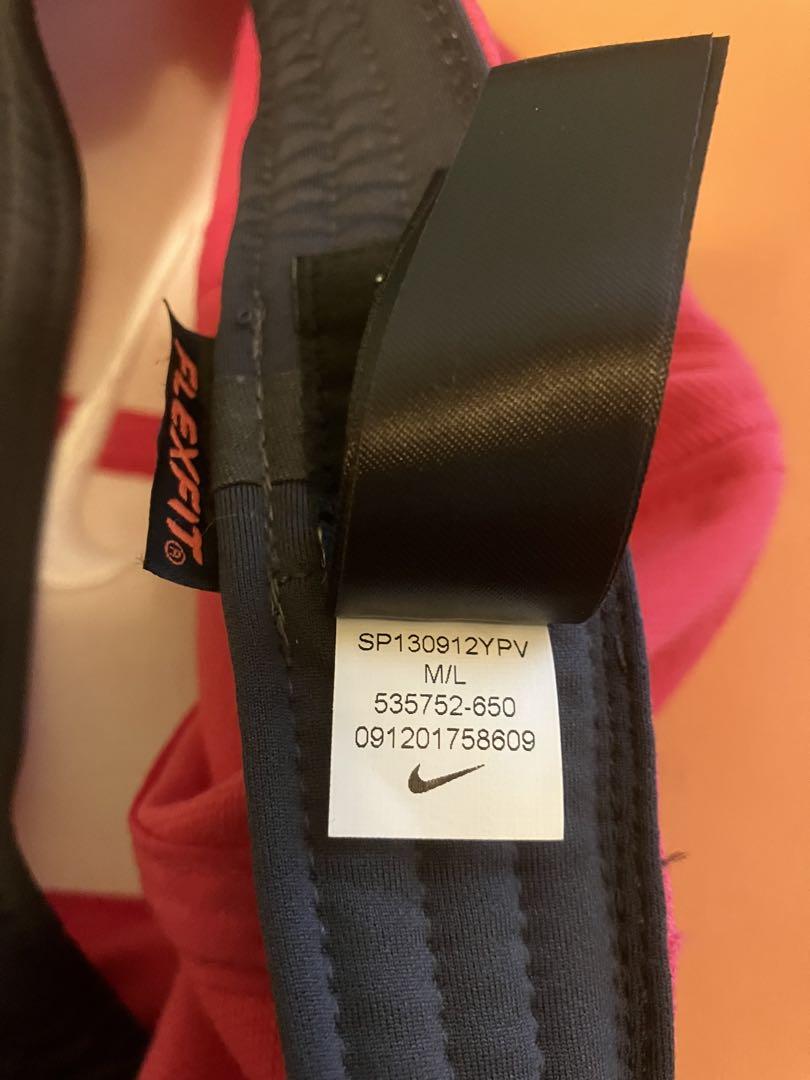 FLEXFIT®
SP130912YPV
M/L
535752-650
091201758609